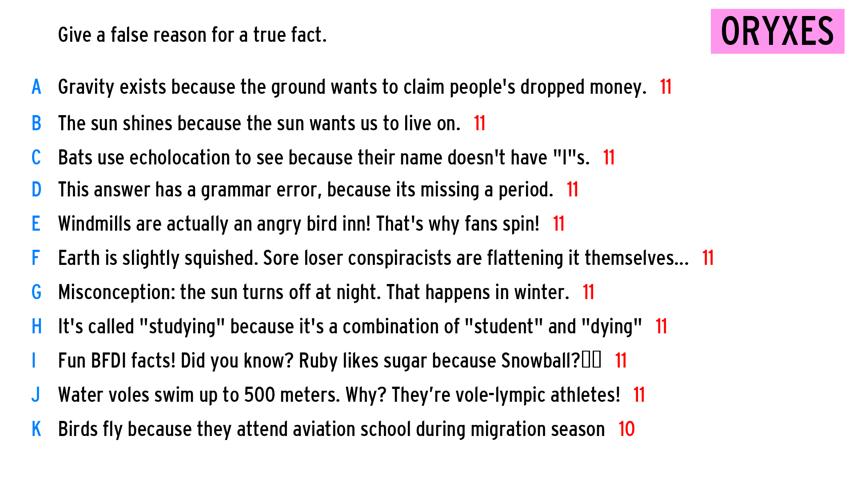 Give a false reason for a true fact.
ORYXES
A Gravity exists because the ground wants to claim people's dropped money. 11
B The sun shines because the sun wants us to live on. 11
C Bats use echolocation to see because their name doesn't have "I"s. 11
D This answer has a grammar error, because its missing a period. 11
E Windmills are actually an angry bird inn! That's why fans spin! 11
F Earth is slightly squished. Sore loser conspiracists are flattening it themselves... 11
G Misconception: the sun turns off at night. That happens in winter. 11
H It's called "studying" because it's a combination of "student" and "dying" 11
I Fun BFDI facts! Did you know? Ruby likes sugar because Snowball?▯▯ 11
J Water voles swim up to 500 meters. Why? They’re vole-lympic athletes! 11
K Birds fly because they attend aviation school during migration season 10